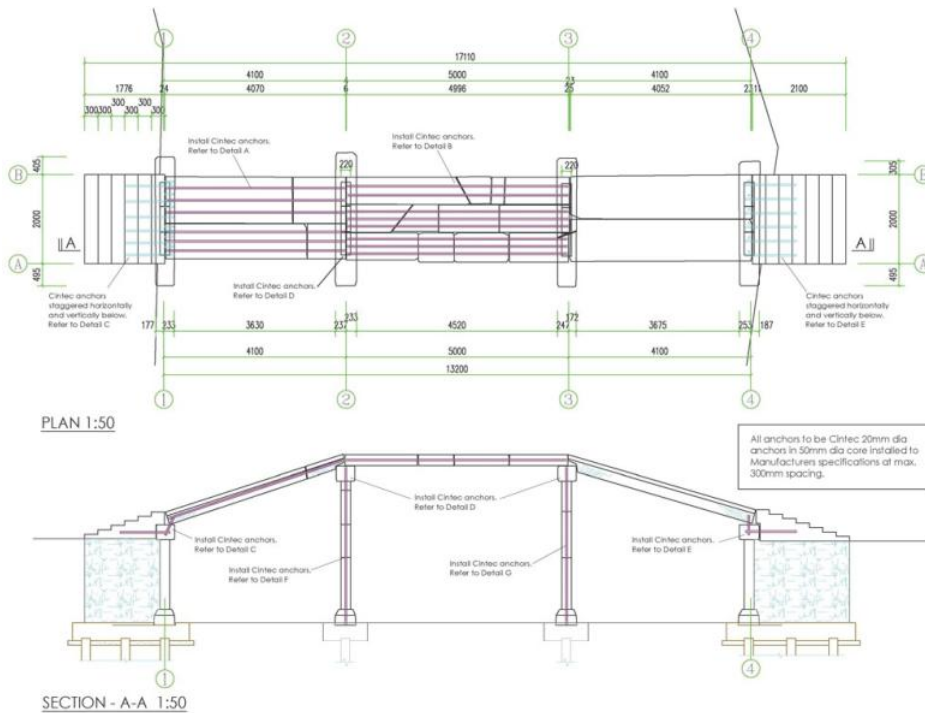 1
2
3
4
17110
4100
5000
23
4100
1776
24
4070
6
4996
25
4052
2311
2100
300
300
300
300
300
300
Install Cintec anchors.
Refer to Detail A
Install Cintec anchors.
Refer to Detail B
220
220
405
2000
495
305
2000
495
B
A
B
A
A
A
Cintec anchors
staggered horizontally
and vertically below.
Refer to Detail C
Install Cintec anchors.
Refer to Detail D
Cintec anchors
staggered horizontally
and vertically below.
Refer to Detail E
177
233
3630
237
233
4520
247
172
3675
253
187
4100
5000
4100
13200
1
2
3
4
PLAN 1:50
All anchors to be Cintec 20mm dia
anchors in 50mm dia core installed to
Manufacturers specifications at max.
300mm spacing.
Install Cintec anchors.
Refer to Detail D
Install Cintec anchors.
Refer to Detail C
Install Cintec anchors.
Refer to Detail F
Install Cintec anchors.
Refer to Detail G
Install Cintec anchors.
Refer to Detail E
1
4
SECTION - A-A 1:50